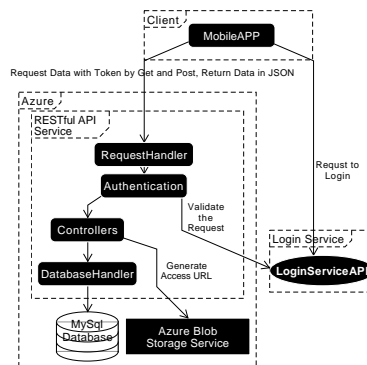 Client
MobileAPP
Request Data with Token by Get and Post, Return Data in JSON
Azure
RESTful API
Service
RequestHandler
Requst to
Login
Authentication
Validate
the
Request
Controllers
Login Service
DatabaseHandler
Generate
Access URL
LoginServiceAPI
MySql
Database
Azure Blob
Storage Service